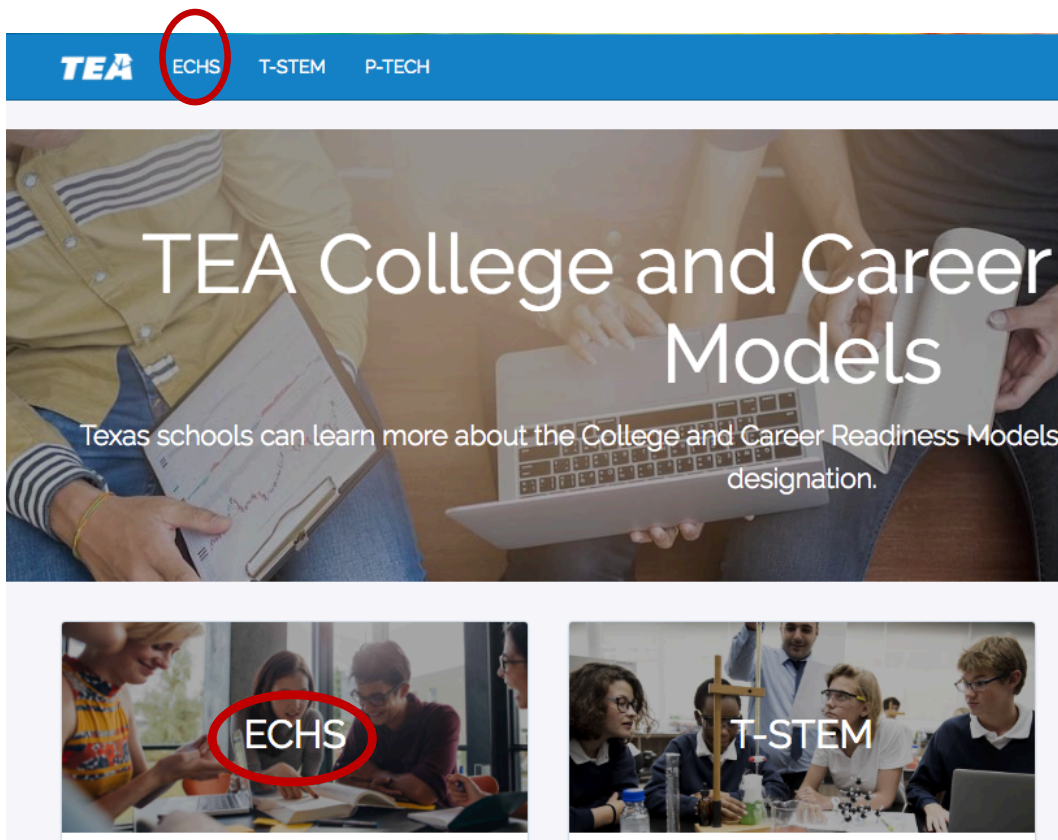 TEA ECHS T-STEM P-TECH
TEA College and Career
Models
Texas schools can learn more about the College and Career Readiness Models
designation.
ECHS
T-STEM